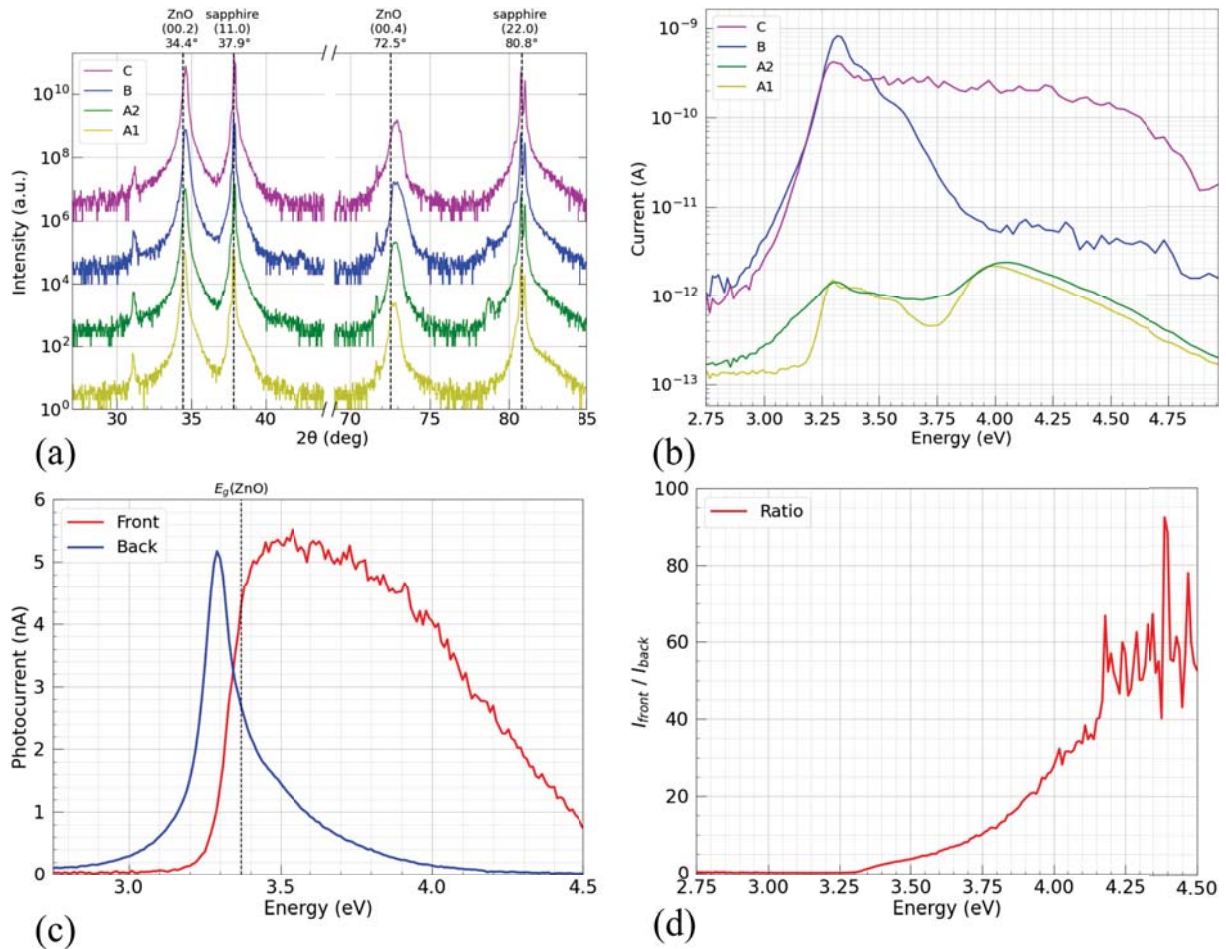 ZnO
(00.2)
34.4°
sapphire
(11.0)
37.9°
ZnO
(00.4)
72.5°
sapphire
(22.0)
80.8°
C
B
A2
A1
10^10
10^8
10^6
10^4
10^2
10^0
Intensity (a.u.)
30 35 40 70 75 80 85
2θ (deg)
(a)
C
B
A2
A1
10^-9
10^-10
10^-11
10^-12
10^-13
Current (A)
2.75 3.00 3.25 3.50 3.75 4.00 4.25 4.50 4.75
Energy (eV)
(b)
E_g(ZnO)
Front
Back
6
5
4
3
2
1
0
Photocurrent (nA)
3.0 3.5 4.0 4.5
Energy (eV)
(c)
Ratio
100
80
60
40
20
0
I_front / I_back
2.75 3.00 3.25 3.50 3.75 4.00 4.25 4.50
Energy (eV)
(d)